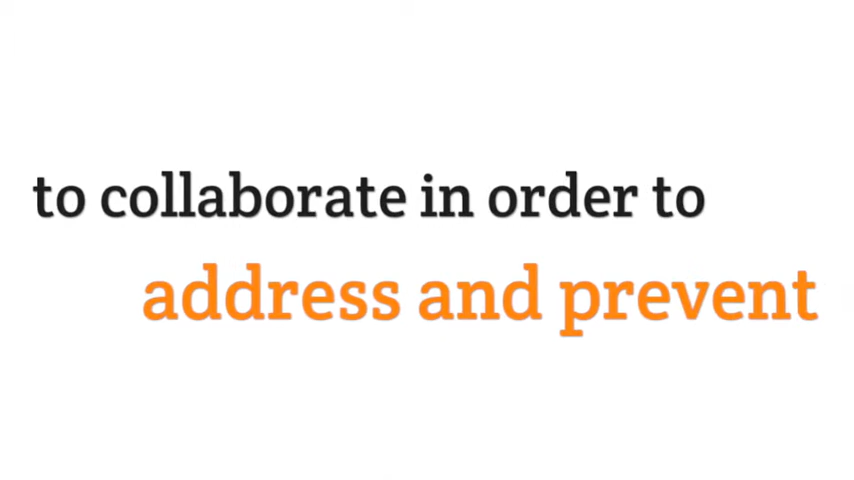 to collaborate in order to
address and prevent